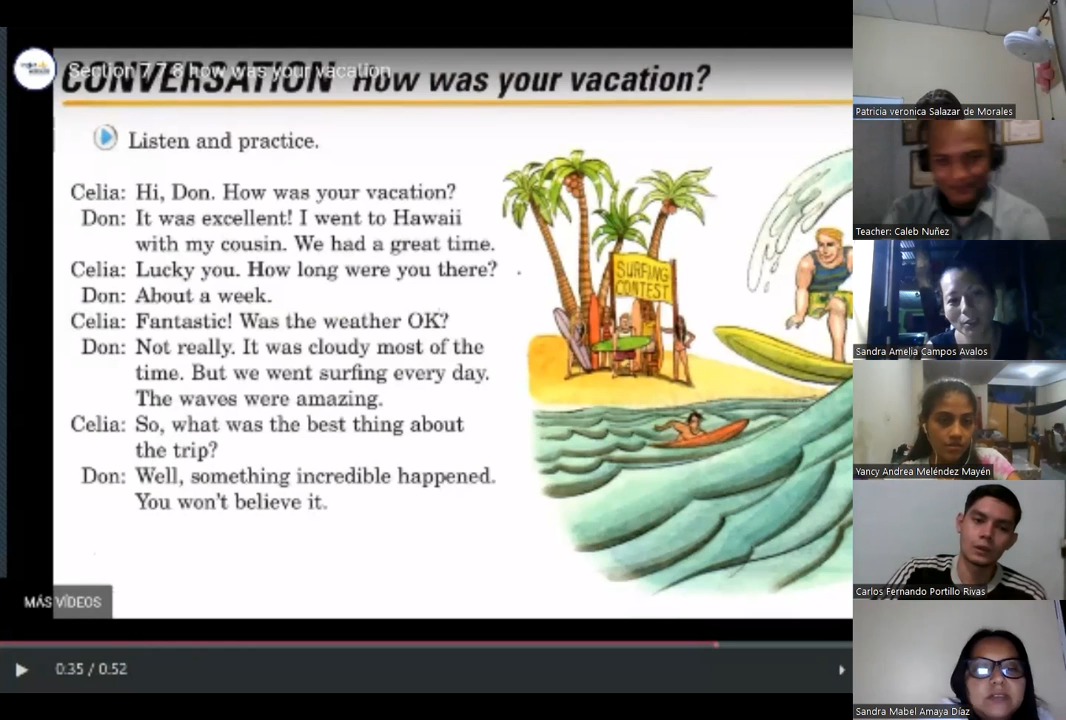 Section 7 7.8 how was your vacation
CONVERSATION How was your vacation?
Listen and practice.
Celia: Hi, Don. How was your vacation?
Don: It was excellent! I went to Hawaii
with my cousin. We had a great time.
Celia: Lucky you. How long were you there?
Don: About a week.
Celia: Fantastic! Was the weather OK?
Don: Not really. It was cloudy most of the
time. But we went surfing every day.
The waves were amazing.
Celia: So, what was the best thing about
the trip?
Don: Well, something incredible happened.
You won't believe it.
SURFING
CONTEST
MÁS VÍDEOS
0:35 / 0:52
Patricia veronica Salazar de Morales
Teacher: Caleb Nuñez
Sandra Amelia Campos Avalos
Yancy Andrea Meléndez Mayén
Carlos Fernando Portillo Rivas
Sandra Mabel Amaya Díaz